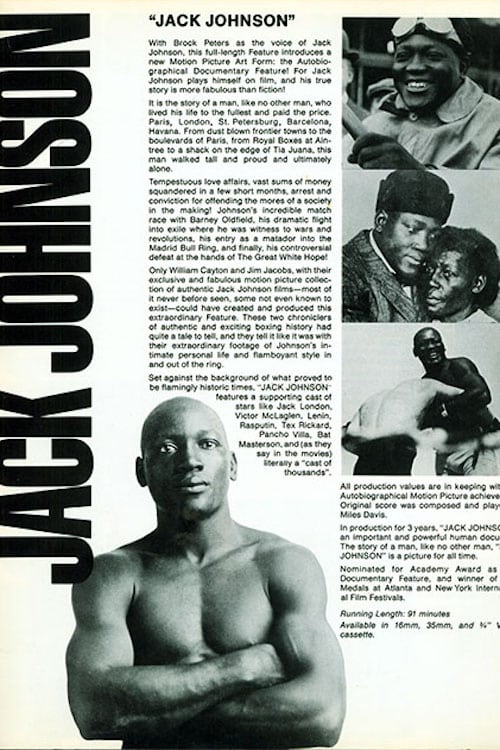 JACK JOHNSON
“JACK JOHNSON”
With Brock Peters as the voice of Jack
Johnson, this full-length Feature introduces a
new Motion Picture Art Form: the Autobio-
graphical Documentary Feature! For Jack
Johnson plays himself on film, and his true
story is more fabulous than fiction!
It is the story of a man, like no other man, who
lived his life to the fullest and paid the price.
Paris, London, St. Petersburg, Barcelona,
Havana. From dust blown frontier towns to the
boulevards of Paris, from Royal Boxes at Ain-
tree to a shack on the edge of Tia Juana, this
man walked tall and proud and ultimately
alone.
Tempestuous love affairs, vast sums of money
squandered in a few short months, arrest and
conviction for offending the mores of a society
in the making! Johnson's incredible match
race with Barney Oldfield, his dramatic flight
into exile where he was witness to wars and
revolutions, his entry as a matador into the
Madrid Bull Ring, and finally, his controversial
defeat at the hands of The Great White Hope!
Only William Cayton and Jim Jacobs, with their
exclusive and fabulous motion picture collec-
tion of authentic Jack Johnson films—most of
it never before seen, some not even known to
exist—could have created and produced this
extraordinary Feature. These two chroniclers
of authentic and exciting boxing history had
quite a tale to tell, and they tell it like it was with
their extraordinary footage of Johnson's in-
timate personal life and flamboyant style in
and out of the ring.
Set against the background of what proved to
be flamingly historic times, “JACK JOHNSON”
features a supporting cast of
stars like Jack London,
Victor McLaglen, Lenin,
Rasputin, Tex Rickard,
Pancho Villa, Bat
Masterson, and (as they
say in the movies)
literally a “cast of
thousands”.
All production values are in keeping wit
Autobiographical Motion Picture achieve
Original score was composed and playe
Miles Davis.
In production for 3 years, “JACK JOHNSO
an important and powerful human docu
The story of a man, like no other man, “
JOHNSON” is a picture for all time.
Nominated for Academy Award as
Documentary Feature, and winner of
Medals at Atlanta and New York Intern
al Film Festivals.
Running Length: 91 minutes
Available in 16mm, 35mm, and ¾” V
cassette.